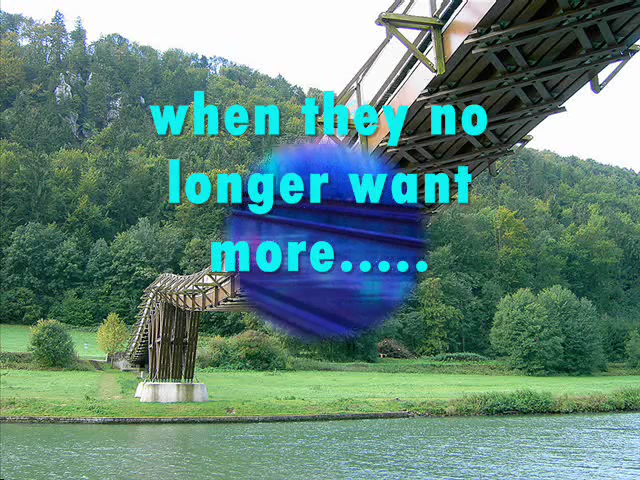 when they no
longer want
more.....